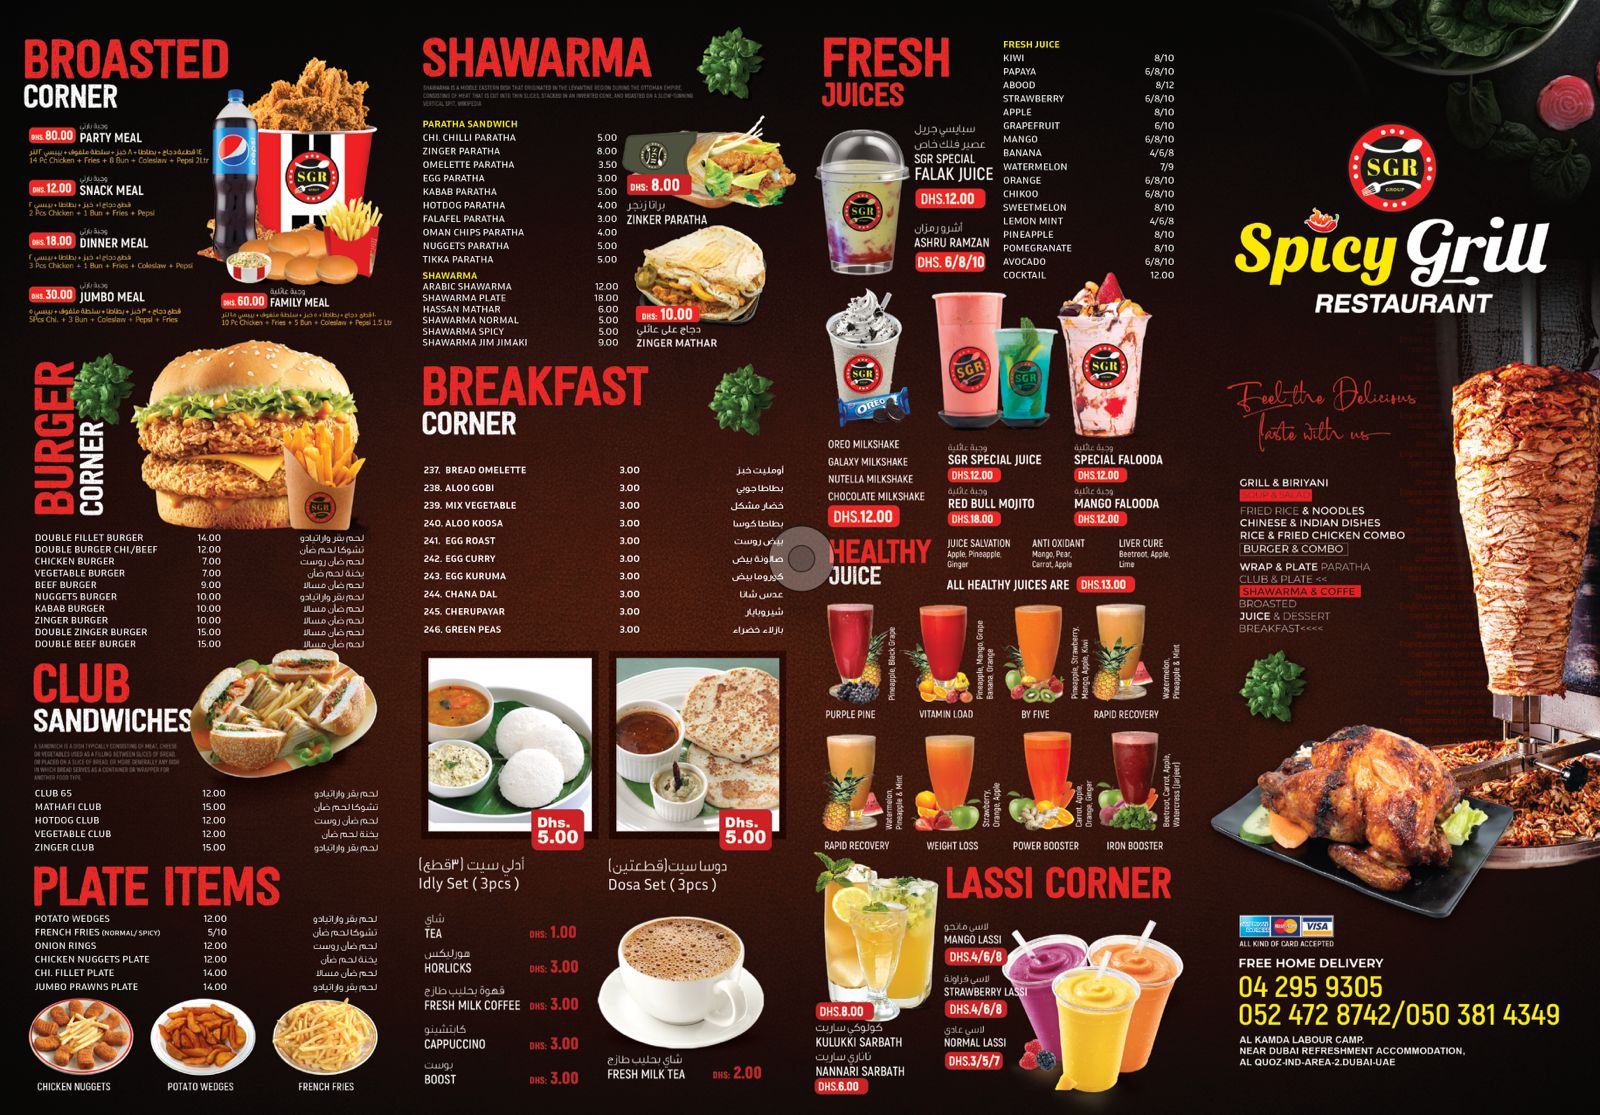 BROASTED
CORNER
وجبة بارتي
DHS. 80.00 PARTY MEAL
14 Pc Chicken + Fries + 8 Bun + Coleslaw + Pepsi 2Ltr
وجبة بارتي
DHS. 12.00 SNACK MEAL
2 Pcs Chicken + 1 Bun + Fries + Pepsi
وجبة بارتي
DHS. 18.00 DINNER MEAL
3 Pcs Chicken + 1 Bun + Fries + Coleslaw + Pepsi
وجبة بارتي
DHS. 30.00 JUMBO MEAL
5Pcs Chi. + 3 Bun + Coleslaw + Pepsi + Fries
pepsi
SGR
GROUP
وجبة عائلية
DHS. 60.00 FAMILY MEAL
10 Pc Chicken + Fries + 5 Bun + Coleslaw + Pepsi 1.5 Ltr
BURGER
CORNER
SGR
DOUBLE FILLET BURGER 14.00 لحم بقر واراتيادو
DOUBLE BURGER CHI/BEEF 12.00 تشوكا لحم ضأن
CHICKEN BURGER 7.00 لحم ضأن روست
VEGETABLE BURGER 7.00 يخنة لحم ضأن
BEEF BURGER 9.00 لحم ضأن مسالا
NUGGETS BURGER 10.00 لحم بقر واراتيادو
KABAB BURGER 10.00 لحم ضأن مسالا
ZINGER BURGER 10.00 لحم ضأن مسالا
DOUBLE ZINGER BURGER 15.00 لحم ضأن مسالا
DOUBLE BEEF BURGER 15.00 لحم ضأن مسالا
CLUB
SANDWICHES
A SANDWICH IS A DISH TYPICALLY CONSISTING OF MEAT, CHEESE
OR VEGETABLES USED AS A FILLING BETWEEN SLICES OF BREAD,
OR PLACED ON A SLICE OF BREAD, OR MORE GENERALLY ANY DISH
IN WHICH BREAD SERVES AS A CONTAINER OR WRAPPER FOR
ANOTHER FOOD TYPE.
CLUB 65 12.00 لحم بقر واراتيادو
MATHAFI CLUB 15.00 تشوكا لحم ضأن
HOTDOG CLUB 12.00 لحم ضأن روست
VEGETABLE CLUB 12.00 يخنة لحم ضأن
ZINGER CLUB 15.00 لحم بقر واراتيادو
PLATE ITEMS
POTATO WEDGES 12.00 لحم بقر واراتيادو
FRENCH FRIES (NORMAL/ SPICY) 5/10 تشوكا لحم ضأن
ONION RINGS 12.00 لحم ضأن روست
CHICKEN NUGGETS PLATE 12.00 يخنة لحم ضأن
CHI. FILLET PLATE 14.00 لحم ضأن مسالا
JUMBO PRAWNS PLATE 14.00 لحم بقر واراتيادو
CHICKEN NUGGETS
POTATO WEDGES
FRENCH FRIES
SHAWARMA
SHAWARMA IS A MIDDLE EASTERN DISH THAT ORIGINATED IN THE LEVANTINE REGION DURING THE OTTOMAN EMPIRE,
CONSISTING OF MEAT THAT IS CUT INTO THIN SLICES, STACKED IN AN INVERTED CONE, AND ROASTED ON A SLOW-TURNING
VERTICAL SPIT. WIKIPEDIA
PARATHA SANDWICH
CHI. CHILLI PARATHA 5.00
ZINGER PARATHA 8.00
OMELETTE PARATHA 3.50
EGG PARATHA 3.00
KABAB PARATHA 5.00
HOTDOG PARATHA 4.00
FALAFEL PARATHA 3.00
OMAN CHIPS PARATHA 4.00
NUGGETS PARATHA 5.00
TIKKA PARATHA 5.00
SHAWARMA
ARABIC SHAWARMA 12.00
SHAWARMA PLATE 18.00
HASSAN MATHAR 6.00
SHAWARMA NORMAL 5.00
SHAWARMA SPICY 5.00
SHAWARMA JIM JIMAKI 9.00
SGR
DHS: 8.00
براتا زنجر
ZINKER PARATHA
DHS: 10.00
دجاج علي عائلي
ZINGER MATHAR
BREAKFAST
CORNER
237. BREAD OMELETTE 3.00 أومليت خبز
238. ALOO GOBI 3.00 بطاطا جوبي
239. MIX VEGETABLE 3.00 خضار مشكل
240. ALOO KOOSA 3.00 بطاطا كوسا
241. EGG ROAST 3.00 بيض روست
242. EGG CURRY 3.00 صالونة بيض
243. EGG KURUMA 3.00 كوروما بيض
244. CHANA DAL 3.00 عدس شانا
245. CHERUPAYAR 3.00 شيروبايار
246. GREEN PEAS 3.00 بازلاء خضراء
Dhs.
5.00
Dhs.
5.00
أدلي سيت (٣قطع)
Idly Set ( 3pcs )
دوسا سيت(قطعتين)
Dosa Set ( 3pcs )
شاي
TEA DHS: 1.00
هورليكس
HORLICKS DHS: 3.00
قهوة بحليب طازج
FRESH MILK COFFEE DHS: 3.00
كابتشينو
CAPPUCCINO DHS: 3.00
بوست
BOOST DHS: 3.00
شاي بحليب طازج
FRESH MILK TEA DHS: 2.00
FRESH
JUICES
سبايسي جريل
عصير فلك خاص
SGR SPECIAL
FALAK JUICE
DHS.12.00
أشرو رمزان
ASHRU RAMZAN
DHS. 6/8/10
SGR
FRESH JUICE
KIWI 8/10
PAPAYA 6/8/10
ABOOD 8/12
STRAWBERRY 6/8/10
APPLE 8/10
GRAPEFRUIT 6/10
MANGO 6/8/10
BANANA 4/6/8
WATERMELON 7/9
ORANGE 6/8/10
CHIKOO 6/8/10
SWEETMELON 8/10
LEMON MINT 4/6/8
PINEAPPLE 8/10
POMEGRANATE 8/10
AVOCADO 6/8/10
COCKTAIL 12.00
SGR
OREO
SGR
SGR
SGR
OREO MILKSHAKE
GALAXY MILKSHAKE
NUTELLA MILKSHAKE
CHOCOLATE MILKSHAKE
DHS.12.00
وجبة عائلية
SGR SPECIAL JUICE
DHS.12.00
وجبة عائلية
SPECIAL FALOODA
DHS.12.00
وجبة عائلية
RED BULL MOJITO
DHS.18.00
وجبة عائلية
MANGO FALOODA
DHS.12.00
HEALTHY
JUICE
JUICE SALVATION
Apple, Pineapple,
Ginger
ANTI OXIDANT
Mango, Pear,
Carrot, Apple
LIVER CURE
Beetroot, Apple,
Lime
ALL HEALTHY JUICES ARE DHS.13.00
Pineapple, Black Grape
PURPLE PINE
Pineapple, Mango, Grape
Banana, Orange
VITAMIN LOAD
Pineapple, Strawberry,
Mango, Apple, Kiwi
BY FIVE
Watermelon,
Pineapple & Mint
RAPID RECOVERY
Watermelon,
Pineapple & Mint
RAPID RECOVERY
Strawberry,
Orange, Apple
WEIGHT LOSS
Carrot, Apple,
Orange, Ginger
POWER BOOSTER
Beetroot, Carrot, Apple,
Watercress (Jarjeer)
IRON BOOSTER
DHS.8.00
كولوكي ساربت
KULUKKI SARBATH
ناناري ساربت
NANNARI SARBATH
DHS.6.00
LASSI CORNER
لاسي مانجو
MANGO LASSI
DHS.4/6/8
لاسي فراولة
STRAWBERRY LASSI
DHS.4/6/8
لاسي عادي
NORMAL LASSI
DHS.3/5/7
SGR
GROUP
Spicy Grill
RESTAURANT
Feel the Delicious
Taste with us
GRILL & BIRIYANI
SOUP & SALAD
FRIED RICE & NOODLES
CHINESE & INDIAN DISHES
RICE & FRIED CHICKEN COMBO
BURGER & COMBO
WRAP & PLATE PARATHA
CLUB & PLATE <<
SHAWARMA & COFFE
BROASTED
JUICE & DESSERT
BREAKFAST<<<<
AMERICAN EXPRESS
MasterCard
VISA
ALL KIND OF CARD ACCEPTED
FREE HOME DELIVERY
04 295 9305
052 472 8742/050 381 4349
AL KAMDA LABOUR CAMP.
NEAR DUBAI REFRESHMENT ACCOMMODATION,
AL QUOZ-IND-AREA-2.DUBAI-UAE